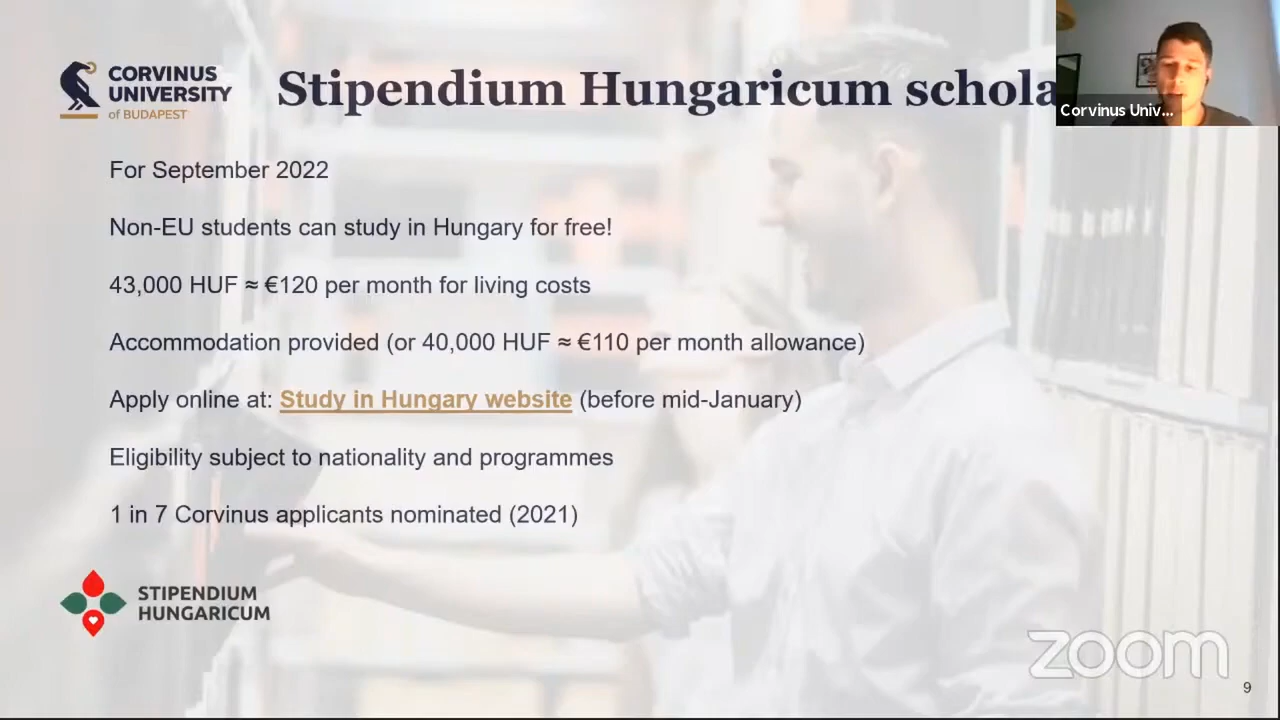 CORVINUS
UNIVERSITY
of BUDAPEST
Stipendium Hungaricum schola
Corvinus Univ...
For September 2022
Non-EU students can study in Hungary for free!
43,000 HUF ≈ €120 per month for living costs
Accommodation provided (or 40,000 HUF ≈ €110 per month allowance)
Apply online at: Study in Hungary website (before mid-January)
Eligibility subject to nationality and programmes
1 in 7 Corvinus applicants nominated (2021)
STIPENDIUM
HUNGARICUM
zoom
9